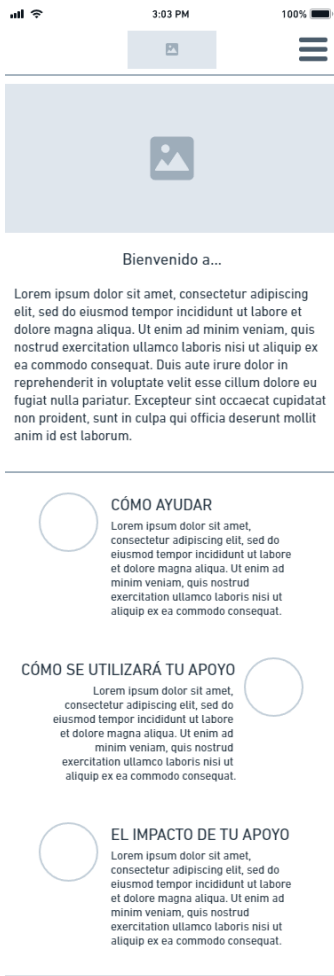 3:03 PM
100%
Bienvenido a...
Lorem ipsum dolor sit amet, consectetur adipiscing
elit, sed do eiusmod tempor incididunt ut labore et
dolore magna aliqua. Ut enim ad minim veniam, quis
nostrud exercitation ullamco laboris nisi ut aliquip ex
ea commodo consequat. Duis aute irure dolor in
reprehenderit in voluptate velit esse cillum dolore eu
fugiat nulla pariatur. Excepteur sint occaecat cupidatat
non proident, sunt in culpa qui officia deserunt mollit
anim id est laborum.
CÓMO AYUDAR
Lorem ipsum dolor sit amet,
consectetur adipiscing elit, sed do
eiusmod tempor incididunt ut labore
et dolore magna aliqua. Ut enim ad
minim veniam, quis nostrud
exercitation ullamco laboris nisi ut
aliquip ex ea commodo consequat.
CÓMO SE UTILIZARÁ TU APOYO
Lorem ipsum dolor sit amet,
consectetur adipiscing elit, sed do
eiusmod tempor incididunt ut labore
et dolore magna aliqua. Ut enim ad
minim veniam, quis nostrud
exercitation ullamco laboris nisi ut
aliquip ex ea commodo consequat.
EL IMPACTO DE TU APOYO
Lorem ipsum dolor sit amet,
consectetur adipiscing elit, sed do
eiusmod tempor incididunt ut labore
et dolore magna aliqua. Ut enim ad
minim veniam, quis nostrud
exercitation ullamco laboris nisi ut
aliquip ex ea commodo consequat.